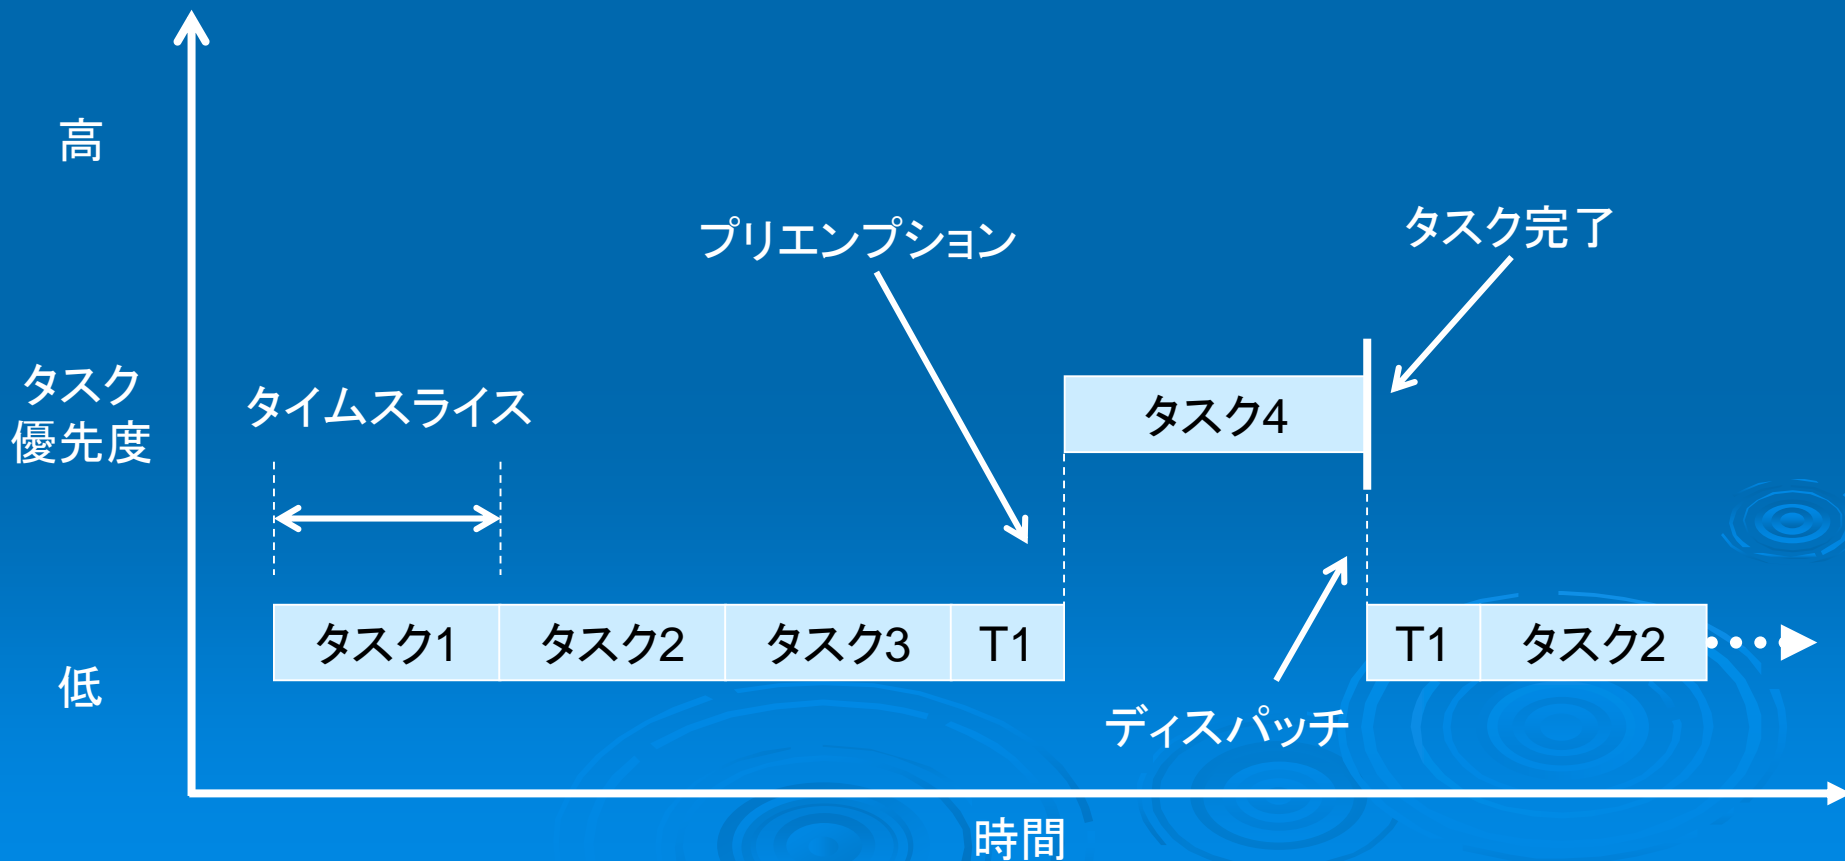 高
プリエンプション
タスク完了
タスク
優先度
タイムスライス
タスク4
タスク1
タスク2
タスク3
T1
T1
タスク2
低
ディスパッチ
時間